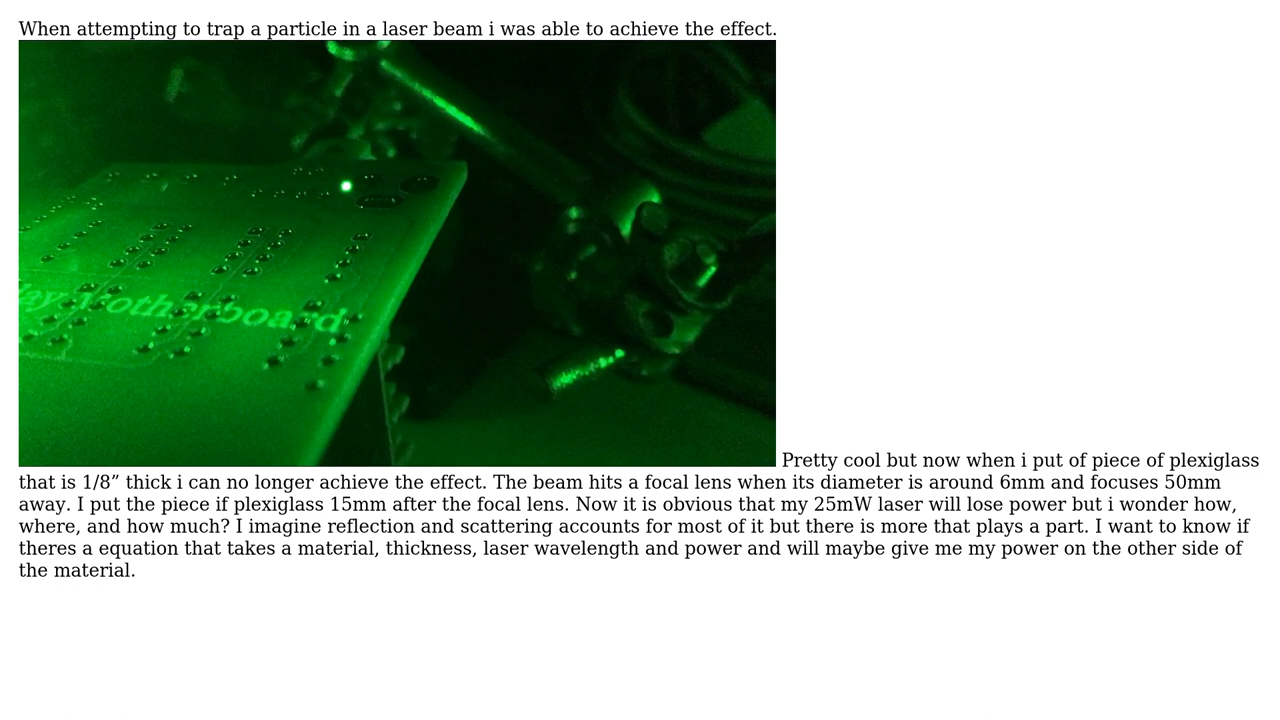 When attempting to trap a particle in a laser beam i was able to achieve the effect.
ay Motherboard
Pretty cool but now when i put of piece of plexiglass
that is 1/8” thick i can no longer achieve the effect. The beam hits a focal lens when its diameter is around 6mm and focuses 50mm
away. I put the piece if plexiglass 15mm after the focal lens. Now it is obvious that my 25mW laser will lose power but i wonder how,
where, and how much? I imagine reflection and scattering accounts for most of it but there is more that plays a part. I want to know if
theres a equation that takes a material, thickness, laser wavelength and power and will maybe give me my power on the other side of
the material.